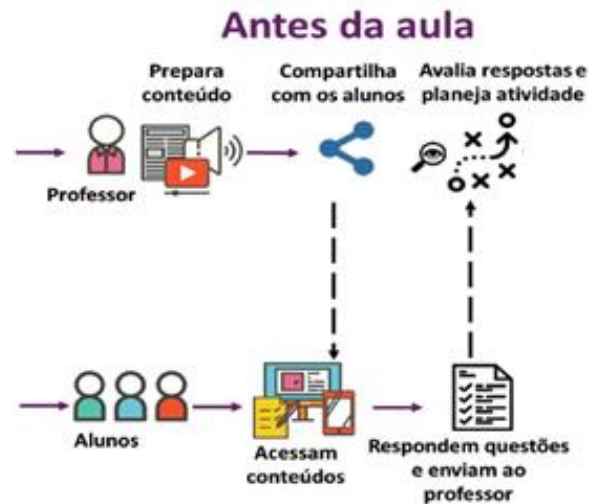 Antes da aula
Prepara
conteúdo
Compartilha
com os alunos
Avalia respostas e
planeja atividade
Professor
Alunos
Acessam
conteúdos
Respondem questões
e enviam ao
professor